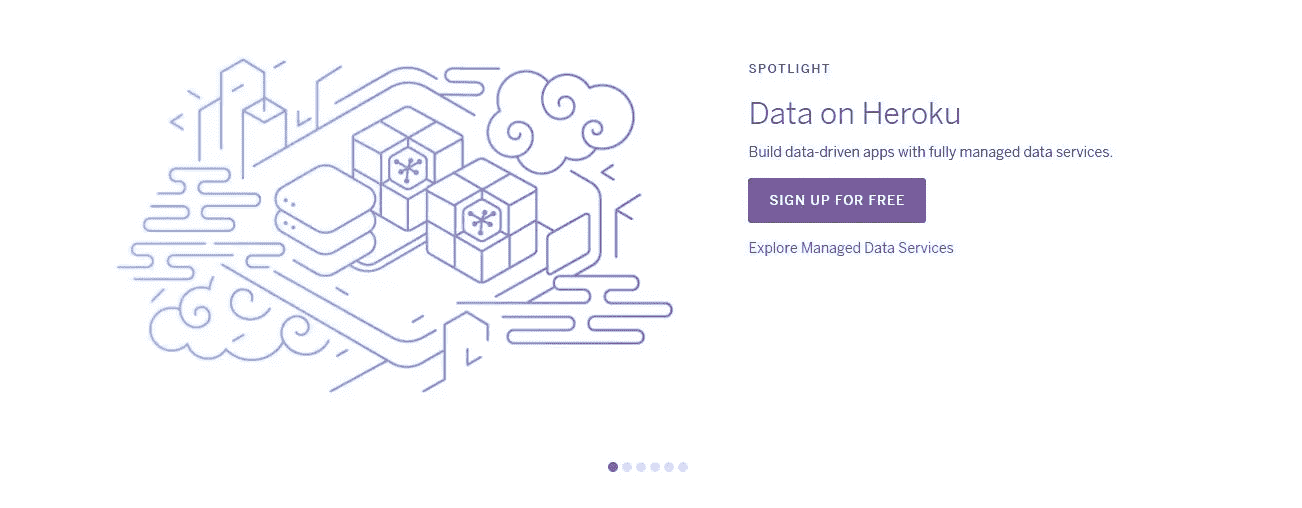 SPOTLIGHT
Data on Heroku
Build data-driven apps with fully managed data services.
SIGN UP FOR FREE
Explore Managed Data Services